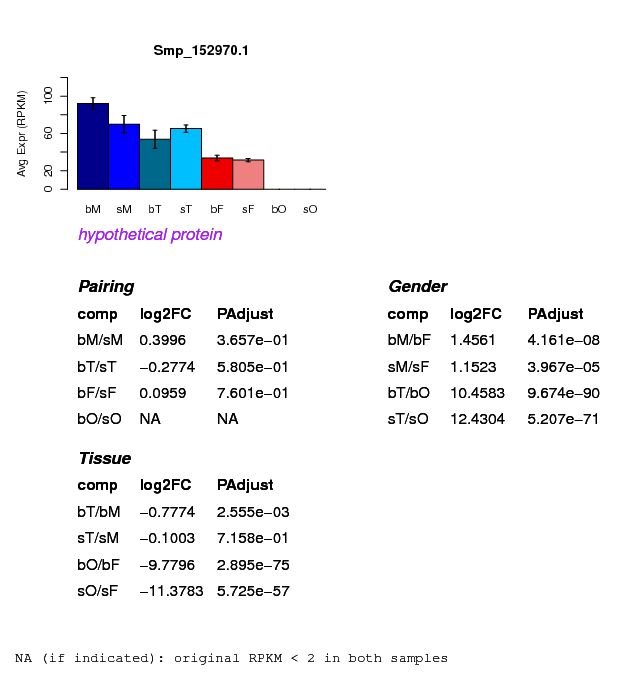 Smp_152970.1
Avg Expr (RPKM)
100
60
20
0
bM sM bT sT bF sF bO sO
hypothetical protein
Pairing
comp log2FC PAdjust
bM/sM 0.3996 3.657e−01
bT/sT −0.2774 5.805e−01
bF/sF 0.0959 7.601e−01
bO/sO NA NA
Gender
comp log2FC PAdjust
bM/bF 1.4561 4.161e−08
sM/sF 1.1523 3.967e−05
bT/bO 10.4583 9.674e−90
sT/sO 12.4304 5.207e−71
Tissue
comp log2FC PAdjust
bT/bM −0.7774 2.555e−03
sT/sM −0.1003 7.158e−01
bO/bF −9.7796 2.895e−75
sO/sF −11.3783 5.725e−57
NA (if indicated): original RPKM < 2 in both samples